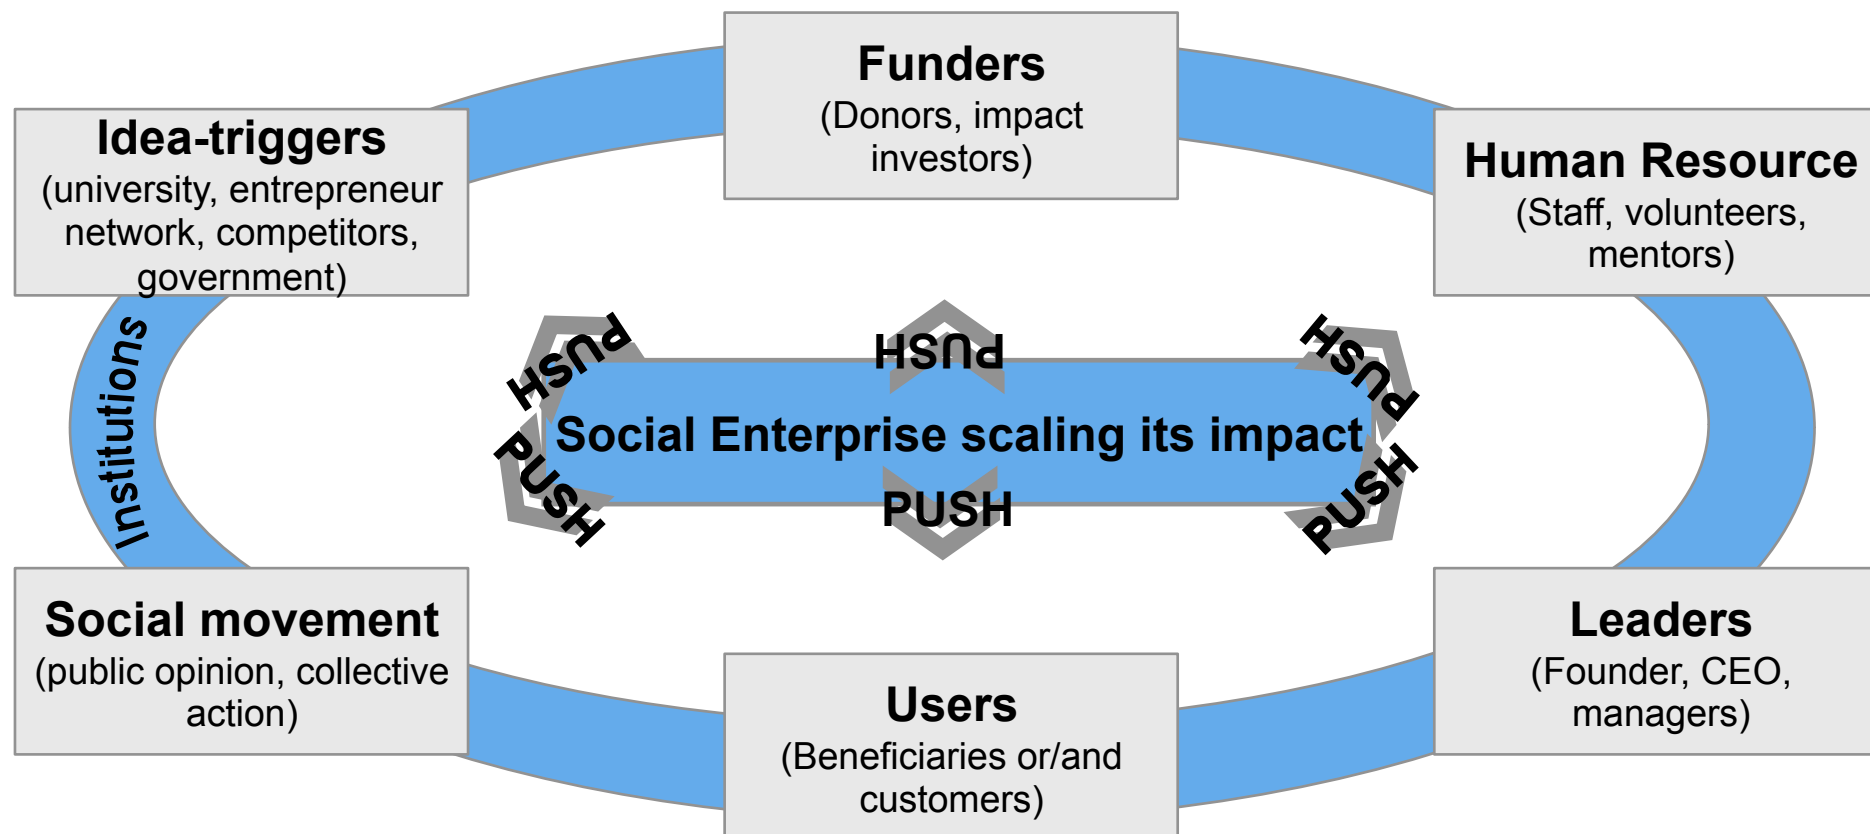 Funders
(Donors, impact
investors)
Idea-triggers
(university, entrepreneur
network, competitors,
government)
Human Resource
(Staff, volunteers,
mentors)
Institutions
PUSH
PUSH
PUSH
Social Enterprise scaling its impact
PUSH
PUSH
PUSH
Social movement
(public opinion, collective
action)
Users
(Beneficiaries or/and
customers)
Leaders
(Founder, CEO,
managers)